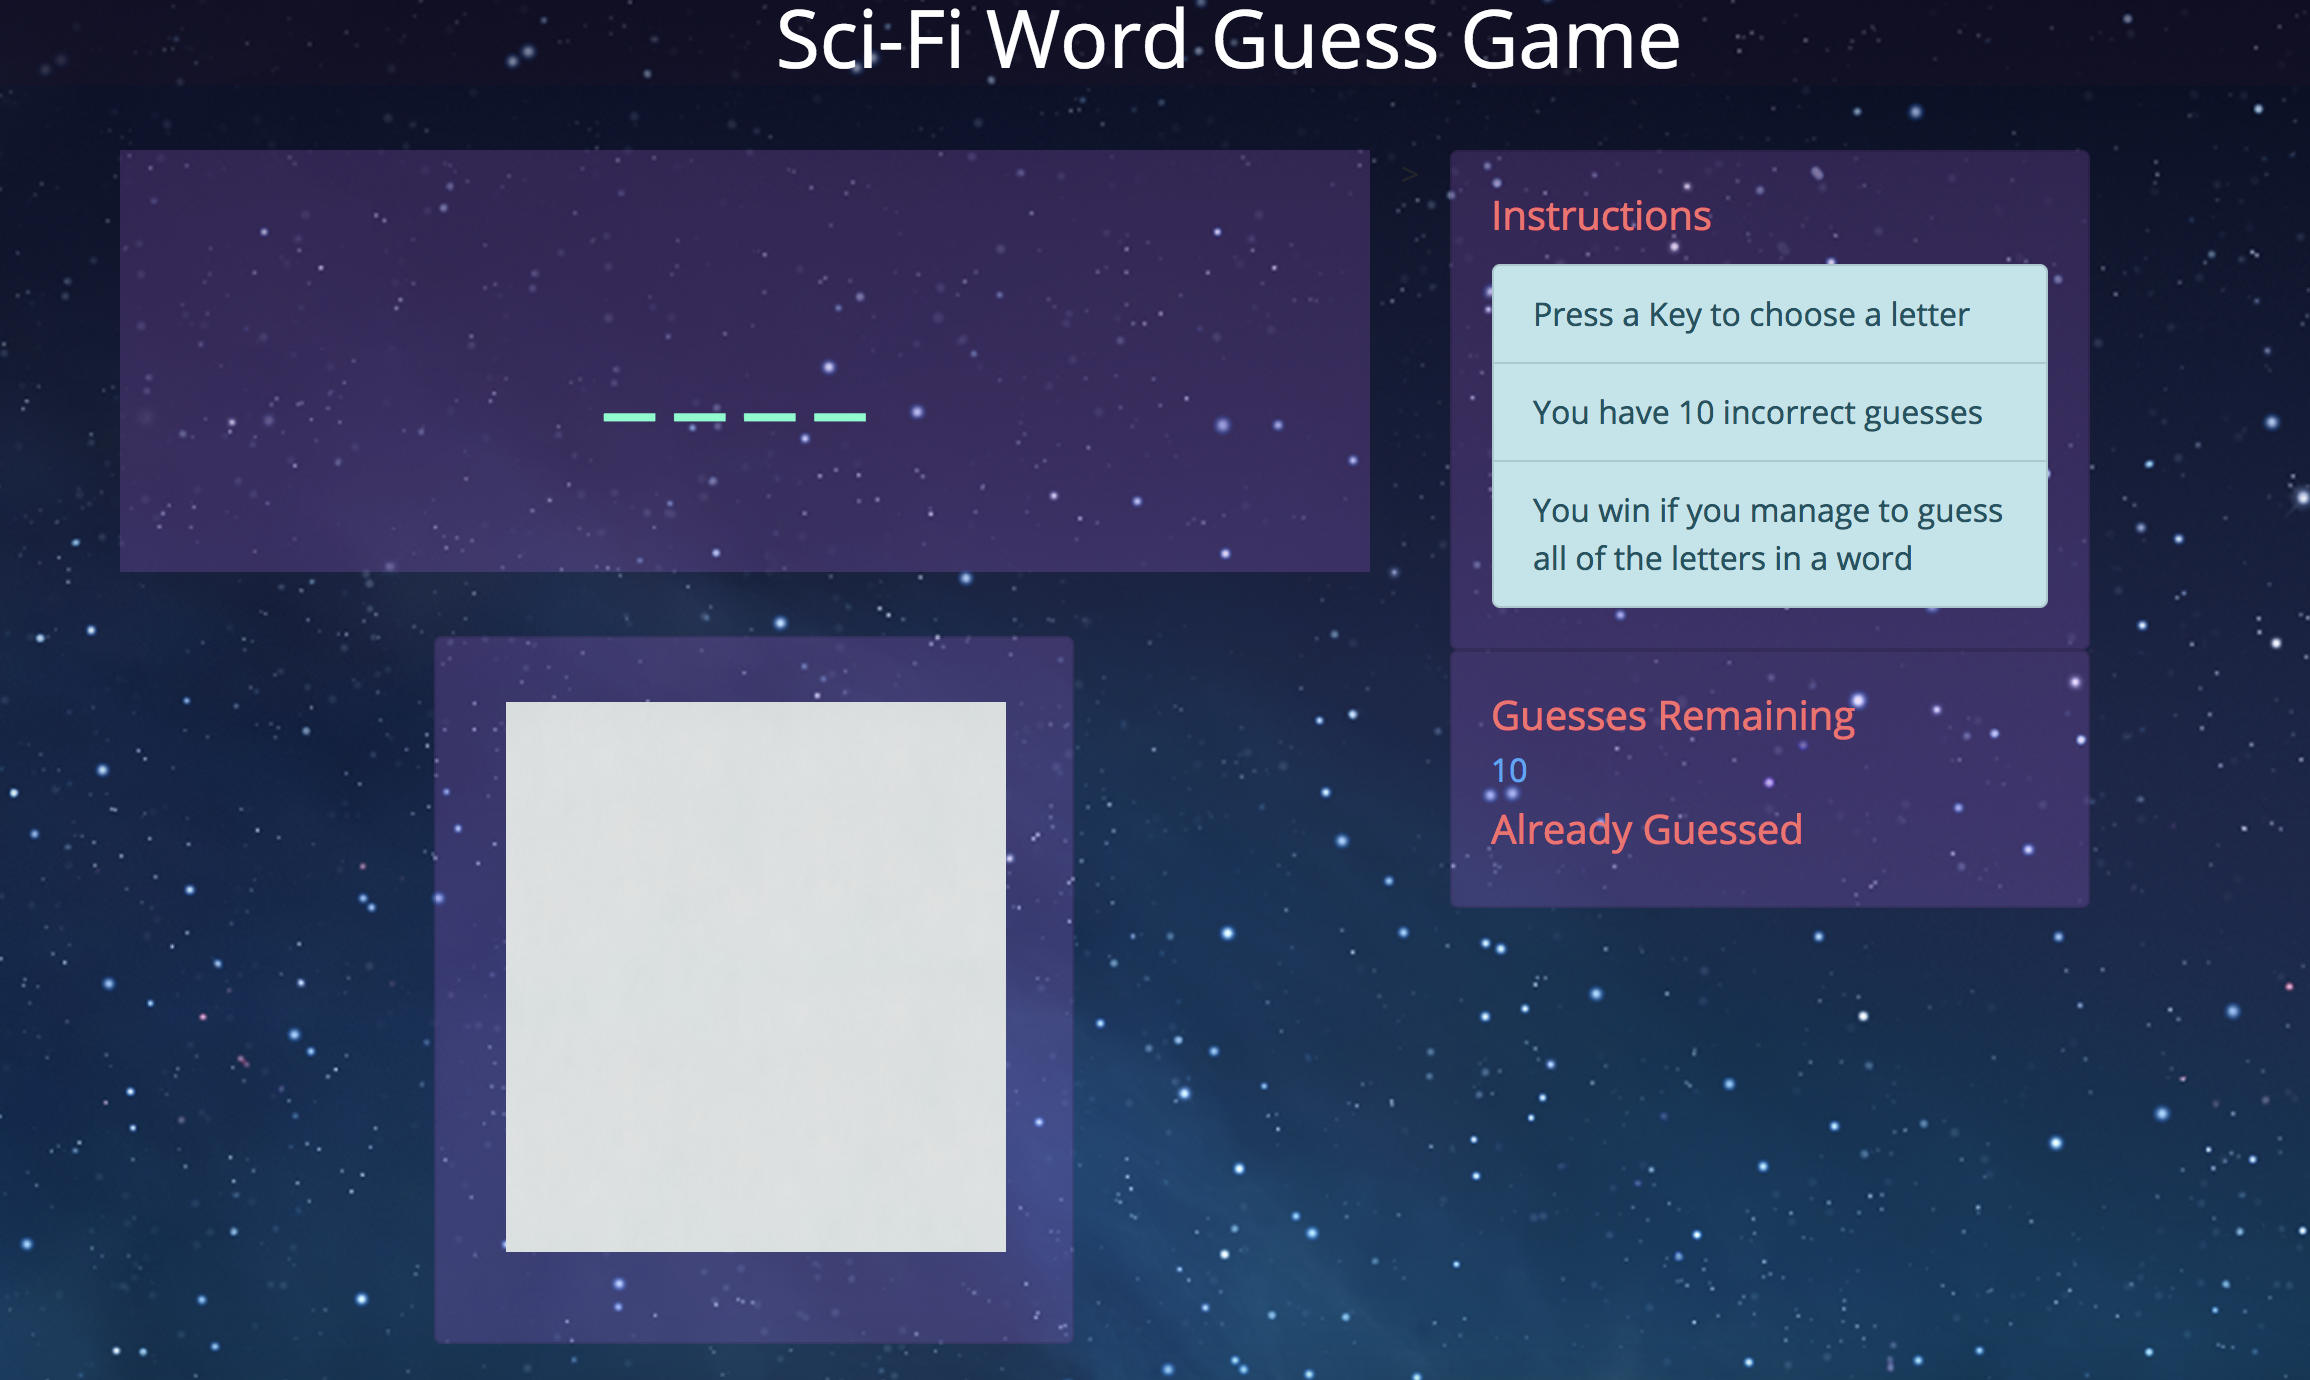 Sci-Fi Word Guess Game
_ _ _ _
>
Instructions
Press a Key to choose a letter
You have 10 incorrect guesses
You win if you manage to guess
all of the letters in a word
Guesses Remaining
10
Already Guessed